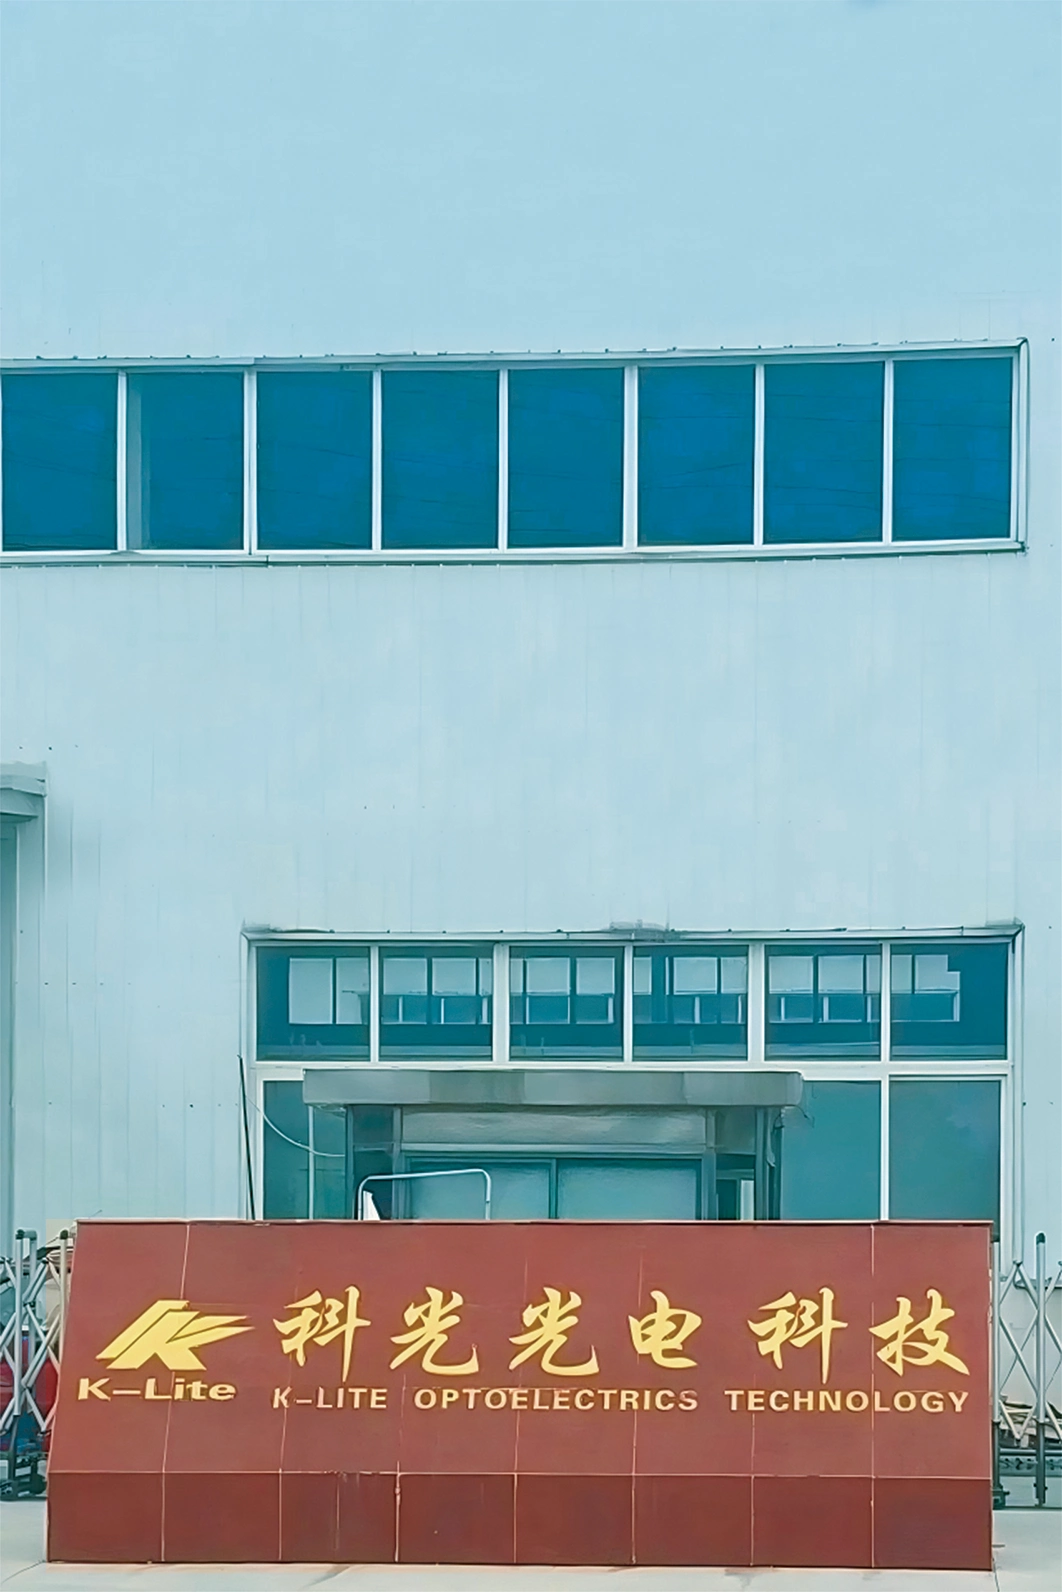 科光光电科技
K-Lite
K-LITE OPTOELECTRICS TECHNOLOGY